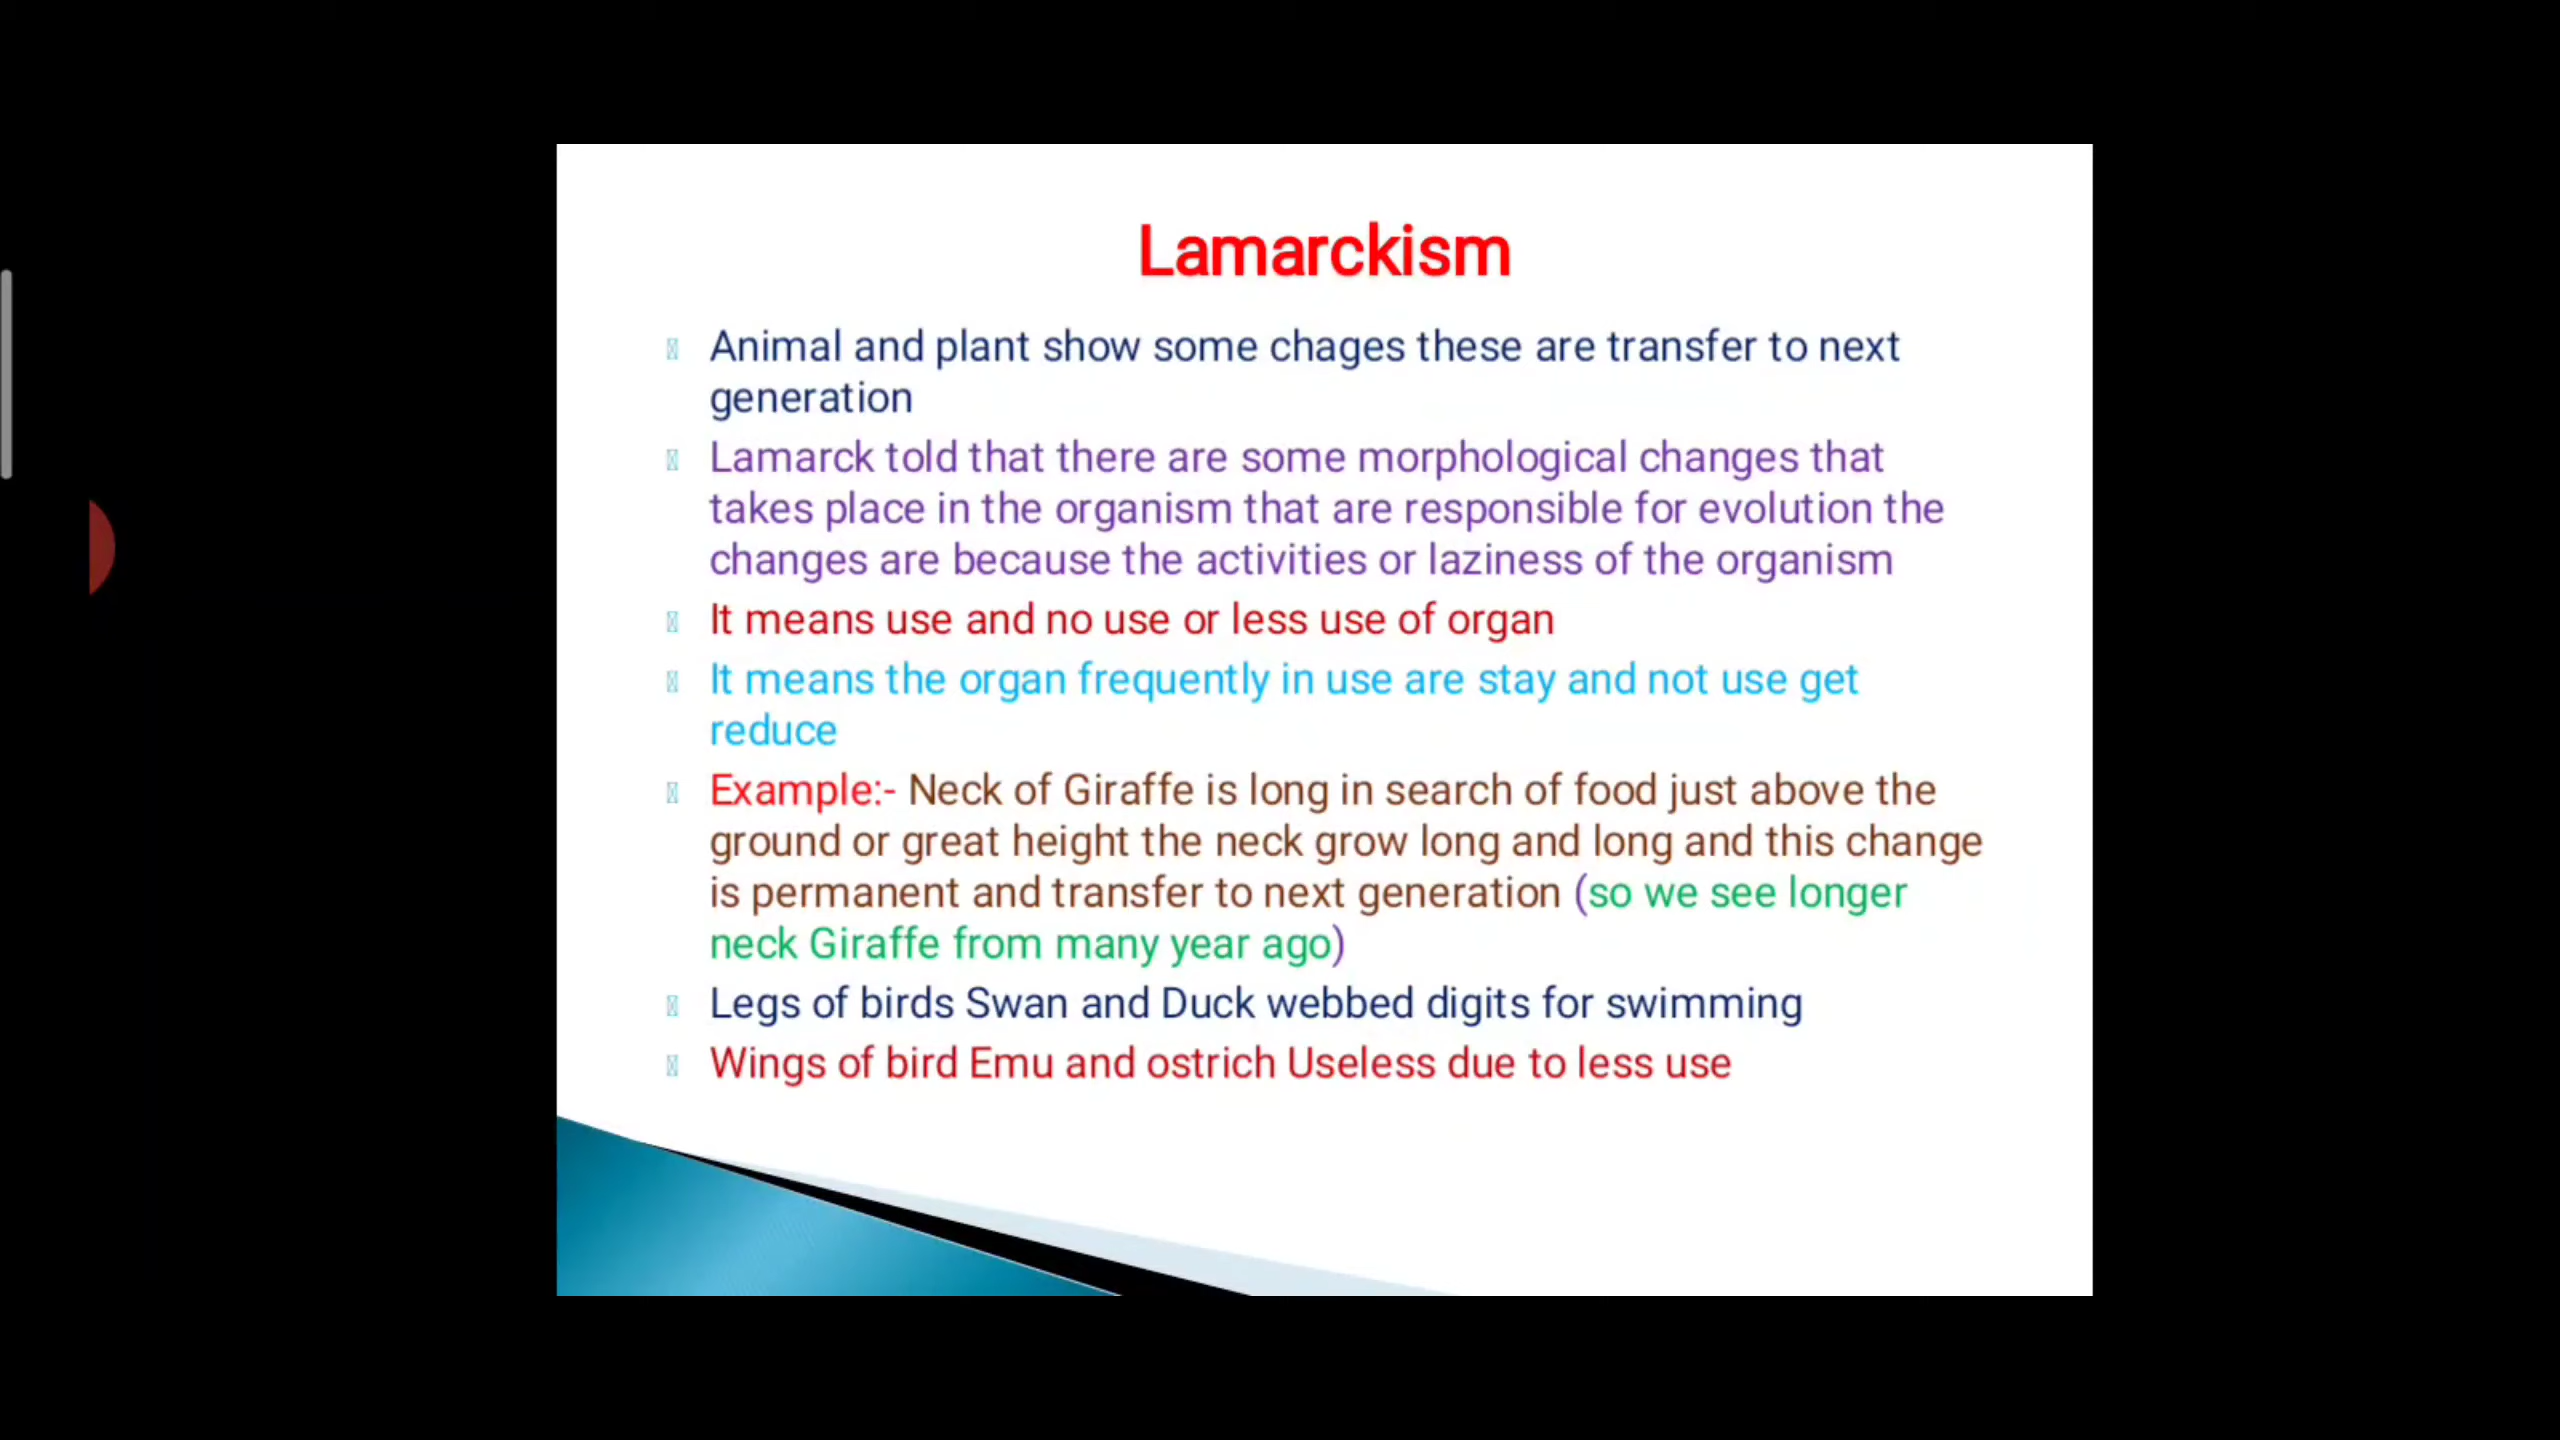 Lamarckism
Animal and plant show some chages these are transfer to next
generation
Lamarck told that there are some morphological changes that
takes place in the organism that are responsible for evolution the
changes are because the activities or laziness of the organism
It means use and no use or less use of organ
It means the organ frequently in use are stay and not use get
reduce
Example:- Neck of Giraffe is long in search of food just above the
ground or great height the neck grow long and long and this change
is permanent and transfer to next generation (so we see longer
neck Giraffe from many year ago)
Legs of birds Swan and Duck webbed digits for swimming
Wings of bird Emu and ostrich Useless due to less use